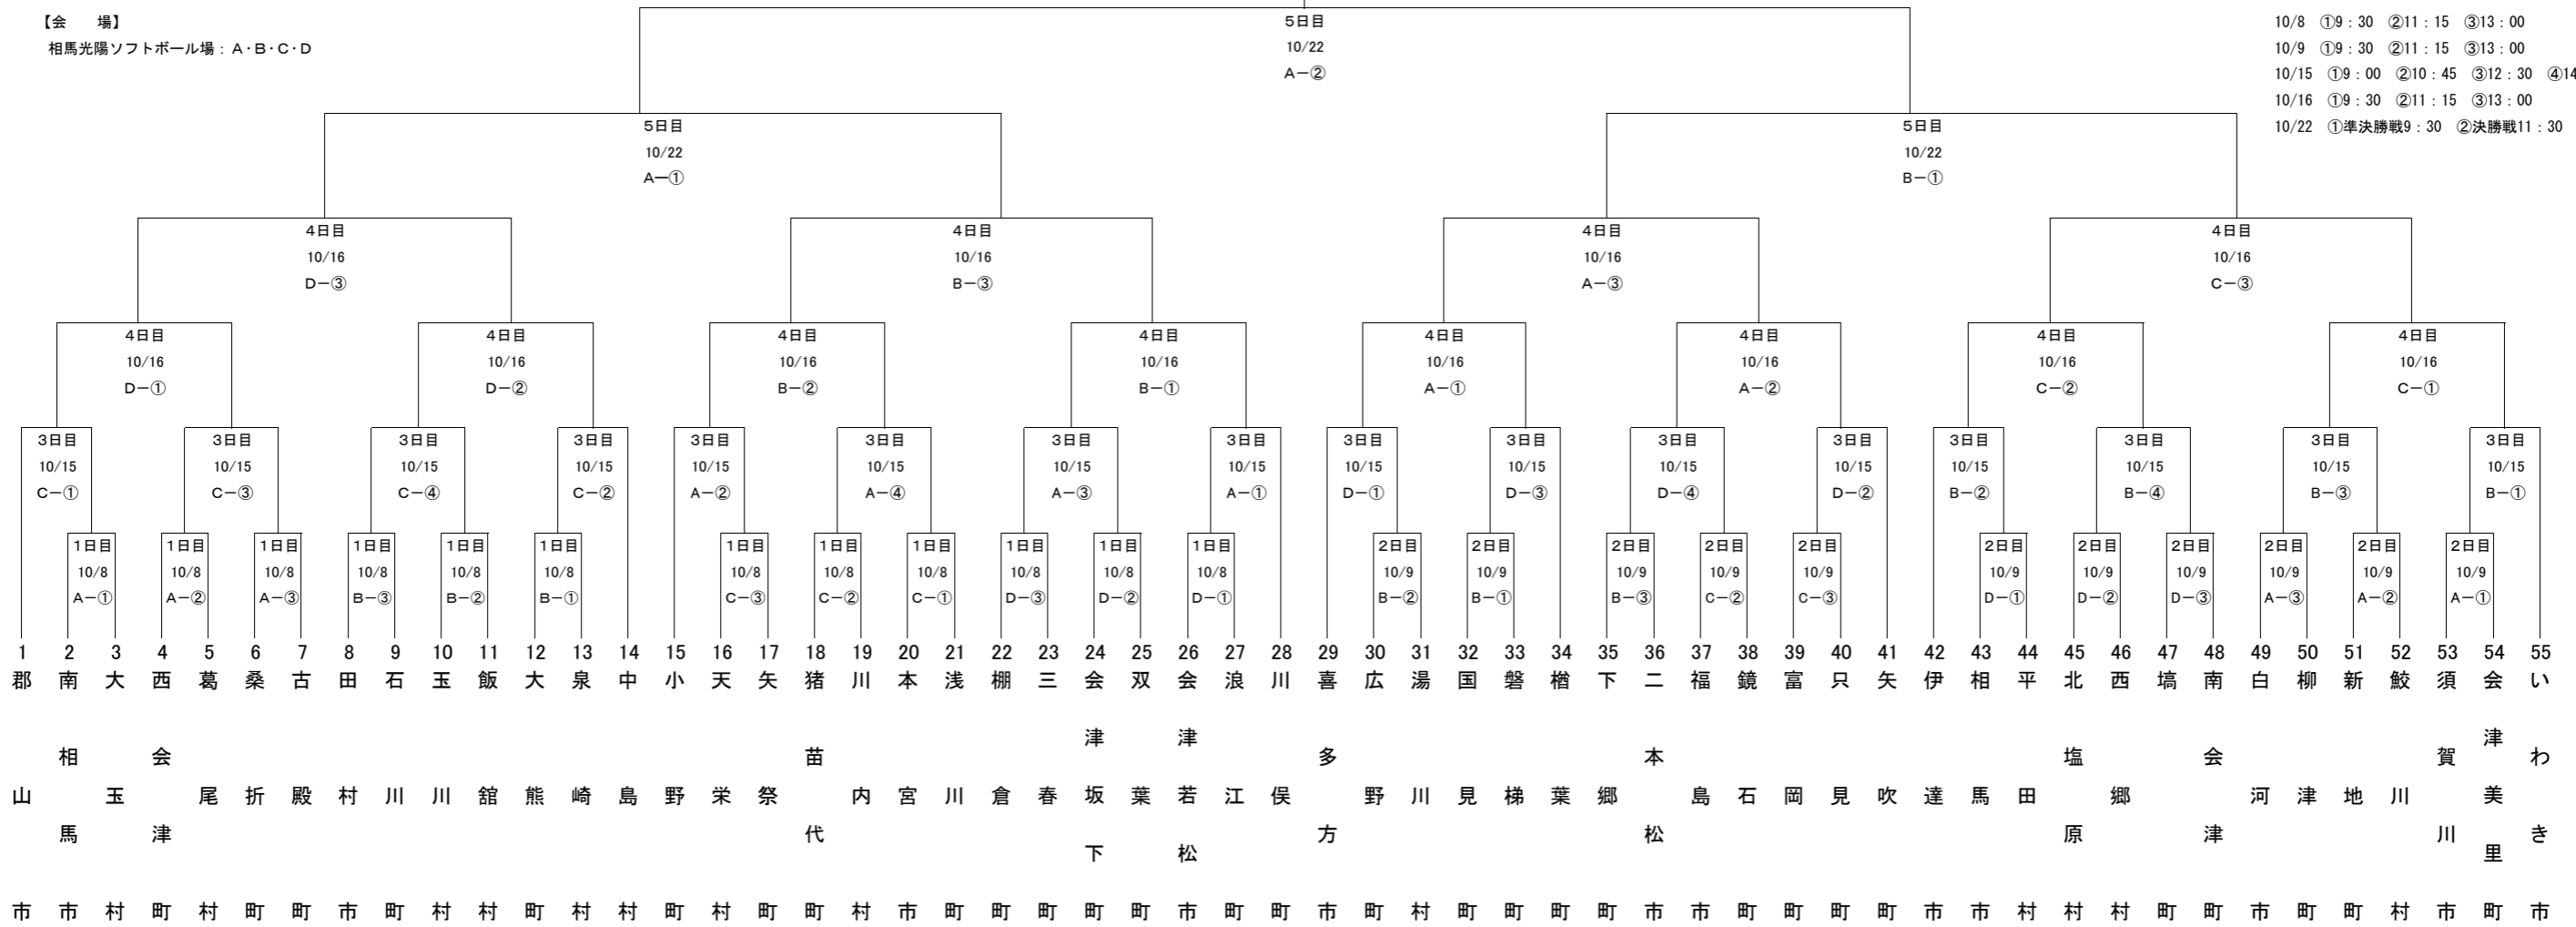 【会　　場】
相馬光陽ソフトボール場：A・B・C・D
10/8　①9：30　②11：15　③13：00
10/9　①9：30　②11：15　③13：00
10/15　①9：00　②10：45　③12：30　④14
10/16　①9：30　②11：15　③13：00
10/22　①準決勝戦9：30　②決勝戦11：30
5日目
10/22
A－②
5日目 5日目
10/22 10/22
A－① B－①
4日目 4日目 4日目 4日目
10/16 10/16 10/16 10/16
D－③ B－③ A－③ C－③
4日目 4日目 4日目 4日目 4日目 4日目 4日目 4日目
10/16 10/16 10/16 10/16 10/16 10/16 10/16 10/16
D－① D－② B－② B－① A－① A－② C－② C－①
3日目 3日目 3日目 3日目 3日目 3日目 3日目 3日目 3日目 3日目 3日目 3日目 3日目 3日目 3日目 3日目
10/15 10/15 10/15 10/15 10/15 10/15 10/15 10/15 10/15 10/15 10/15 10/15 10/15 10/15 10/15 10/15
C－① C－③ C－④ C－② A－② A－④ A－③ A－① D－① D－③ D－④ D－② B－② B－④ B－③ B－①
1日目 1日目 1日目 1日目 1日目 1日目 1日目 1日目 1日目 1日目 1日目 1日目 2日目 2日目 2日目 2日目 2日目 2日目 2日目 2日目 2日目 2日目 2日目
10/8 10/8 10/8 10/8 10/8 10/8 10/8 10/8 10/8 10/8 10/8 10/8 10/9 10/9 10/9 10/9 10/9 10/9 10/9 10/9 10/9 10/9 10/9
A－① A－② A－③ B－③ B－② B－① C－③ C－② C－① D－③ D－② D－① B－② B－① B－③ C－② C－③ D－① D－② D－③ A－③ A－② A－①
1 郡山市
2 南相馬市
3 大玉村
4 西会津町
5 葛尾村
6 桑折町
7 古殿町
8 田村市
9 石川町
10 玉川村
11 飯舘村
12 大熊町
13 泉崎村
14 中島村
15 小野町
16 天栄村
17 矢祭町
18 猪苗代町
19 川内村
20 本宮市
21 浅川町
22 棚倉町
23 三春町
24 会津坂下町
25 双葉町
26 会津若松市
27 浪江町
28 川俣町
29 喜多方市
30 広野町
31 湯川村
32 国見町
33 磐梯町
34 楢葉町
35 下郷町
36 二本松市
37 福島市
38 鏡石町
39 富岡町
40 只見町
41 矢吹町
42 伊達市
43 相馬市
44 平田村
45 北塩原村
46 西郷村
47 塙町
48 南会津町
49 白河市
50 柳津町
51 新地町
52 鮫川村
53 須賀川市
54 会津美里町
55 いわき市